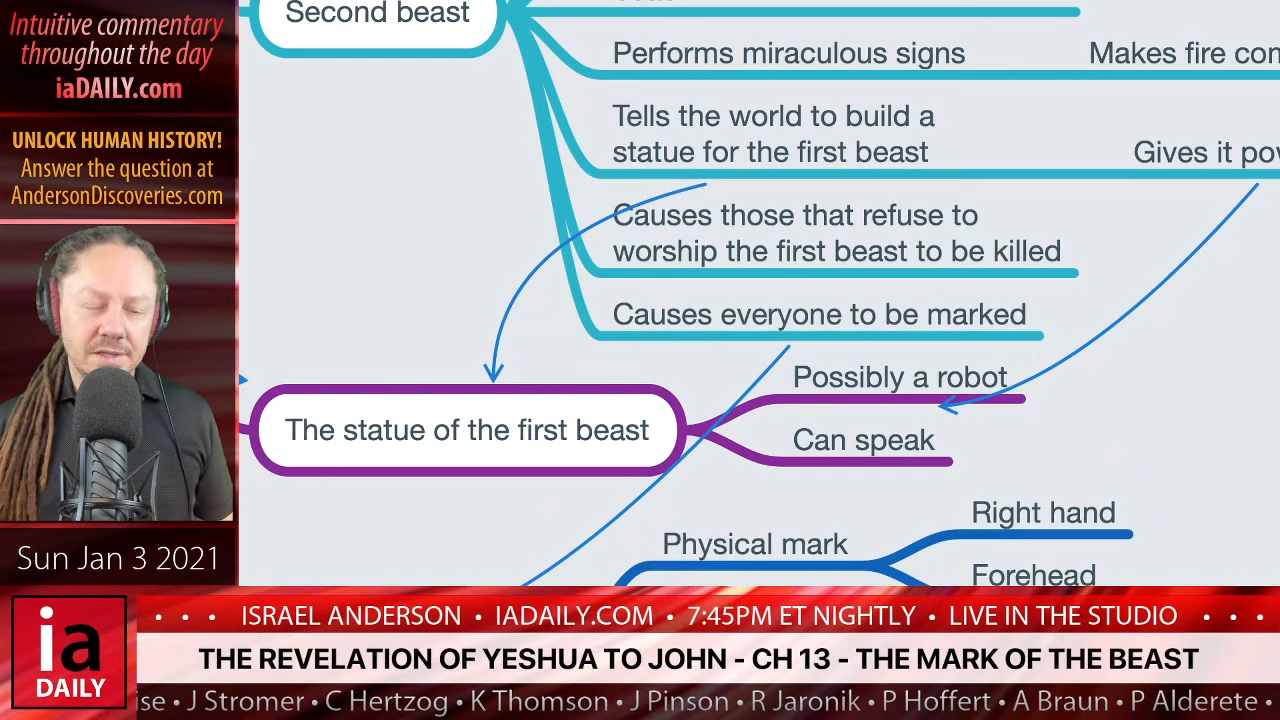 Intuitive commentary
throughout the day
iaDAILY.com
UNLOCK HUMAN HISTORY!
Answer the question at
AndersonDiscoveries.com
Sun Jan 3 2021
Second beast
Performs miraculous signs
Makes fire com
Tells the world to build a
statue for the first beast
Gives it pov
Causes those that refuse to
worship the first beast to be killed
Causes everyone to be marked
The statue of the first beast
Possibly a robot
Can speak
Physical mark
Right hand
Forehead
ia
DAILY
• • • ISRAEL ANDERSON • IADAILY.COM • 7:45PM ET NIGHTLY • LIVE IN THE STUDIO • • •
THE REVELATION OF YESHUA TO JOHN - CH 13 - THE MARK OF THE BEAST
ise • J Stromer • C Hertzog • K Thomson • J Pinson • R Jaronik • P Hoffert • A Braun • P Alderete •